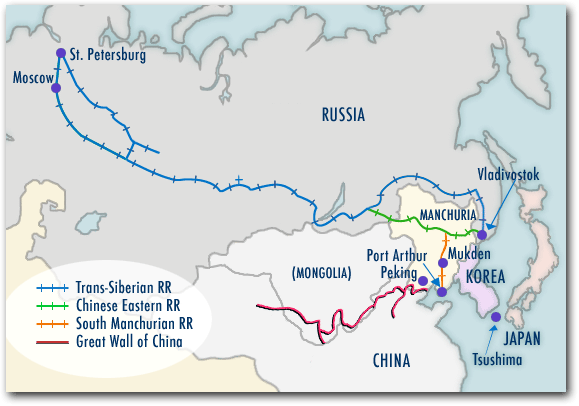 St. Petersburg
Moscow
RUSSIA
Vladivostok
MANCHURIA
Port Arthur
Mukden
(MONGOLIA)
Peking
KOREA
Trans-Siberian RR
Chinese Eastern RR
South Manchurian RR
Great Wall of China
JAPAN
CHINA
Tsushima